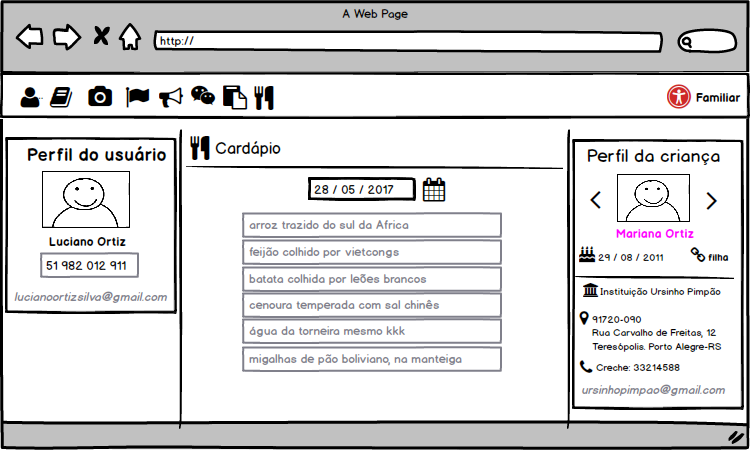 A Web Page
http://
Familiar
Perfil do usuário
Luciano Ortiz
51 982 012 911
lucianoortizsilva@gmail.com
Cardápio
28 / 05 / 2017
arroz trazido do sul da Africa
feijão colhido por vietcongs
batata colhida por leões brancos
cenoura temperada com sal chinês
água da torneira mesmo kkk
migalhas de pão boliviano, na manteiga
Perfil da criança
Mariana Ortiz
29 / 08 / 2011 filha
Instituição Ursinho Pimpão
91720-090
Rua Carvalho de Freitas, 12
Teresópolis. Porto Alegre-RS
Creche: 33214588
ursinhopimpao@gmail.com